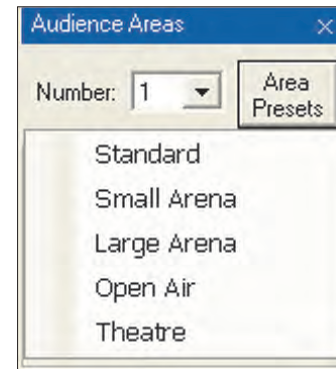 Audience Areas
Number: 1 Area Presets
Standard
Small Arena
Large Arena
Open Air
Theatre